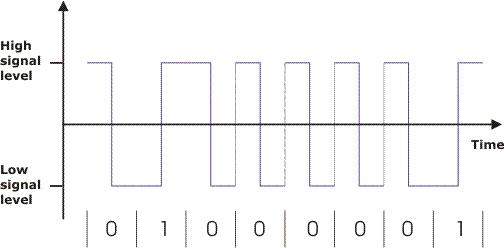 High
signal
level
Time
Low
signal
level
0 1 0 0 0 0 0 1